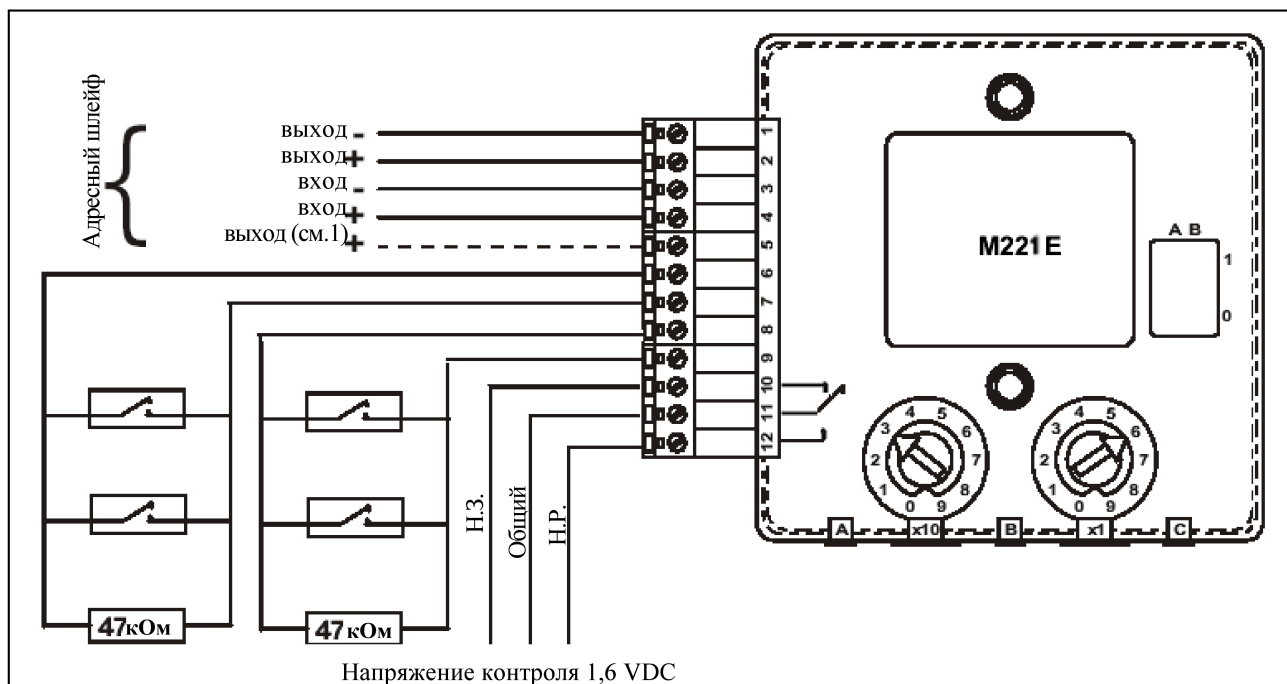 Адресный шлейф
выход -
выход +
вход -
вход +
выход (см.1) +
1
2
3
4
5
6
7
8
9
10
11
12
M221E
A B
1
0
47кОм
47кОм
Н.З.
Общий
Н.Р.
0 1 2 3 4 5 6 7 8 9
0 1 2 3 4 5 6 7 8 9
A x10 B x1 C
Напряжение контроля 1,6 VDC